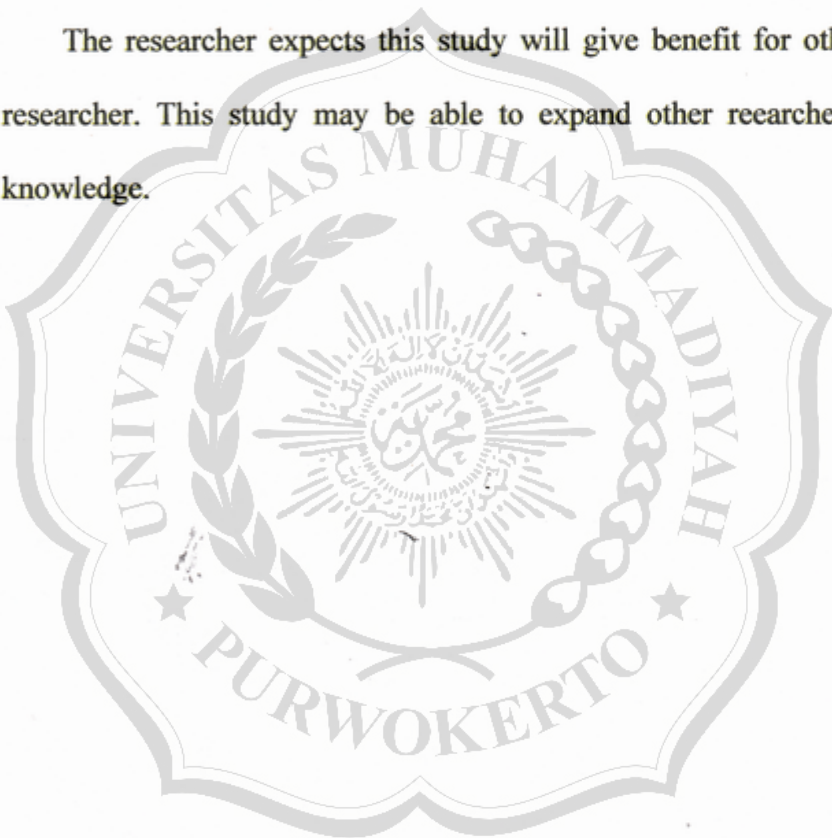 The researcher expects this study will give benefit for oth
researcher. This study may be able to expand other reearche
knowledge.
UNIVERSITAS MUHAMMADIYAH
محمدية
PURWOKERTO